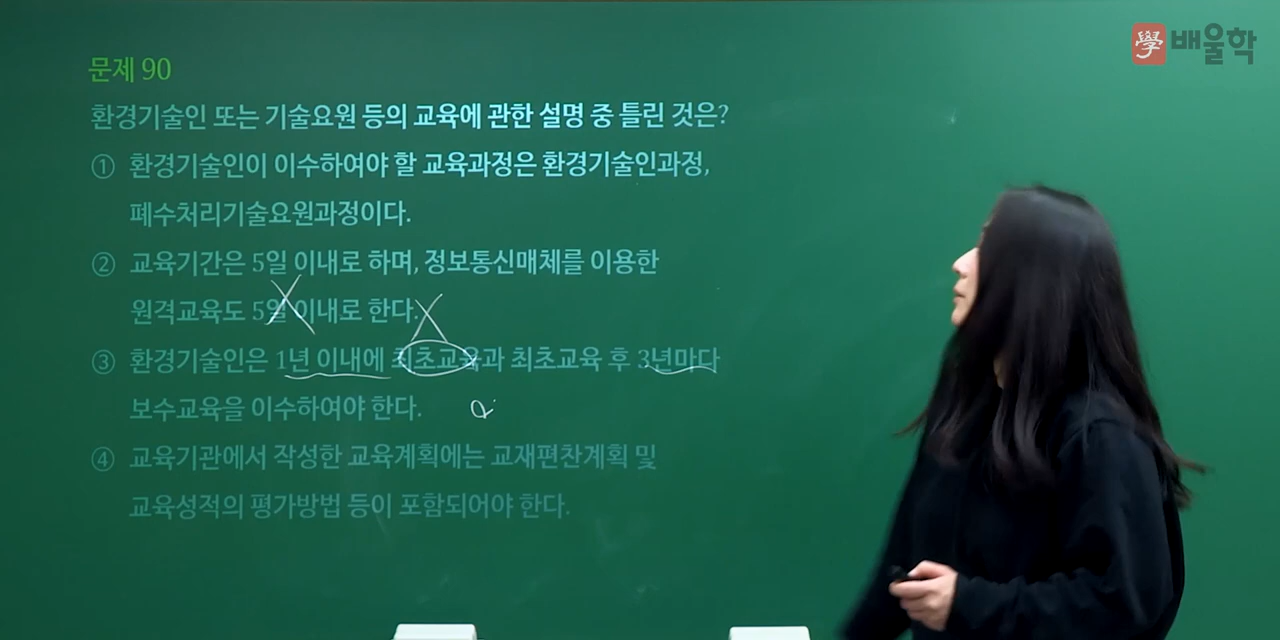 學 배울학
문제 90
환경기술인 또는 기술요원 등의 교육에 관한 설명 중 틀린 것은?
① 환경기술인이 이수하여야 할 교육과정은 환경기술인과정,
폐수처리기술요원과정이다.
② 교육기간은 5일 이내로 하며, 정보통신매체를 이용한
원격교육도 5일 이내로 한다.
③ 환경기술인은 1년 이내에 최초교육과 최초교육 후 3년마다
보수교육을 이수하여야 한다.
④ 교육기관에서 작성한 교육계획에는 교재편찬계획 및
교육성적의 평가방법 등이 포함되어야 한다.